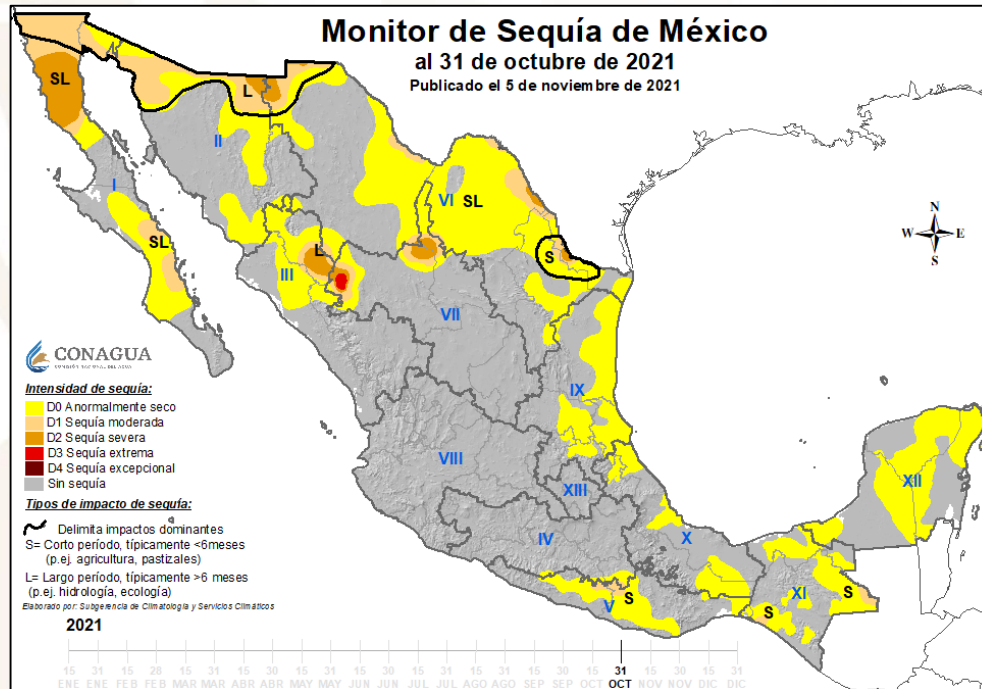 Monitor de Sequía de México
al 31 de octubre de 2021
Publicado el 5 de noviembre de 2021
SL
L
II
I
VI SL
SL
S
L
III
VII
IX
VIII
XIII
XII
IV
X
V
S
XI
S
S
N
W E
S
CONAGUA
COMISIÓN NACIONAL DEL AGUA
Intensidad de sequía:
D0 Anormalmente seco
D1 Sequía moderada
D2 Sequía severa
D3 Sequía extrema
D4 Sequía excepcional
Sin sequía
Tipos de impacto de sequía:
Delimita impactos dominantes
S= Corto período, típicamente <6meses
(p.ej. agricultura, pastizales)
L= Largo período, típicamente >6 meses
(p.ej. hidrología, ecología)
Elaborado por: Subgerencia de Climatología y Servicios Climáticos
2021
15 31 15 28 15 31 15 30 15 31 15 30 15 31 15 31 15 30 15 31 15 30 15 31
ENE ENE FEB FEB MAR MAR ABR ABR MAY MAY JUN JUN JUL JUL AGO AGO SEP SEP OCT OCT NOV NOV DIC DIC